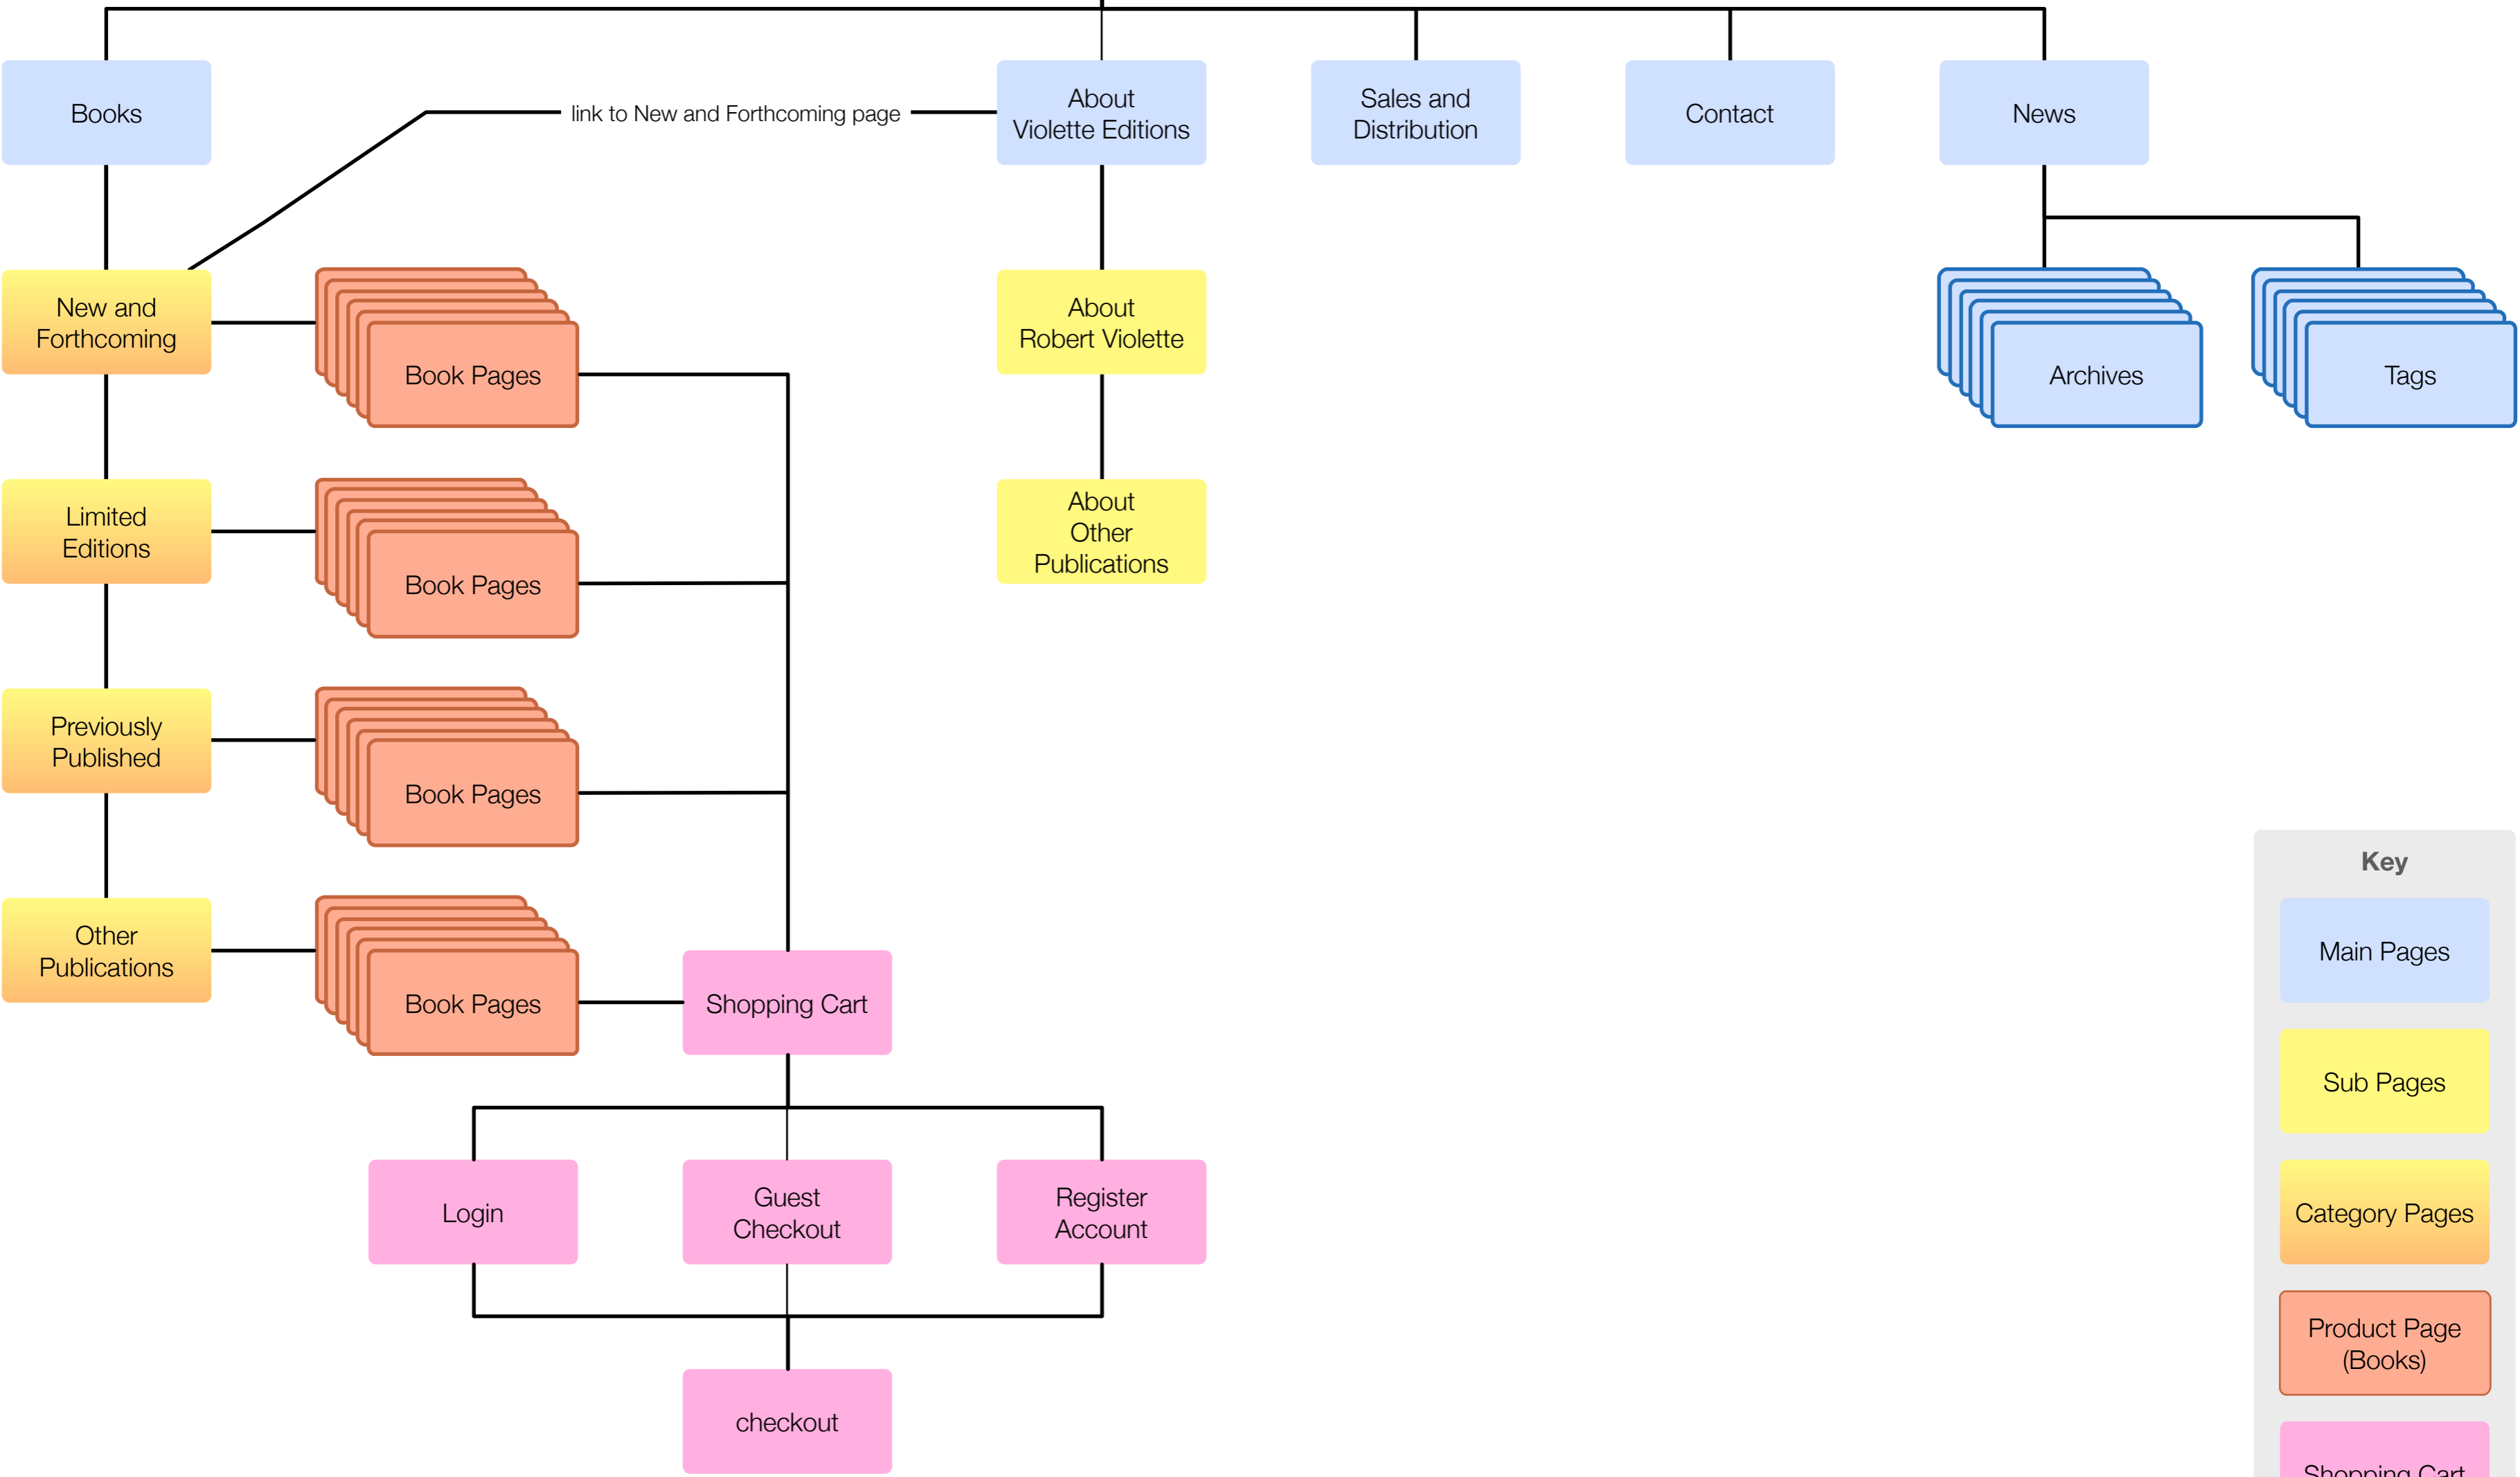 Books
link to New and Forthcoming page
About
Violette Editions
Sales and
Distribution
Contact
News
New and
Forthcoming
Book Pages
About
Robert Violette
Archives
Tags
Limited
Editions
Book Pages
About
Other
Publications
Previously
Published
Book Pages
Other
Publications
Book Pages
Shopping Cart
Login
Guest
Checkout
Register
Account
checkout
Key
Main Pages
Sub Pages
Category Pages
Product Page
(Books)
Shopping Cart